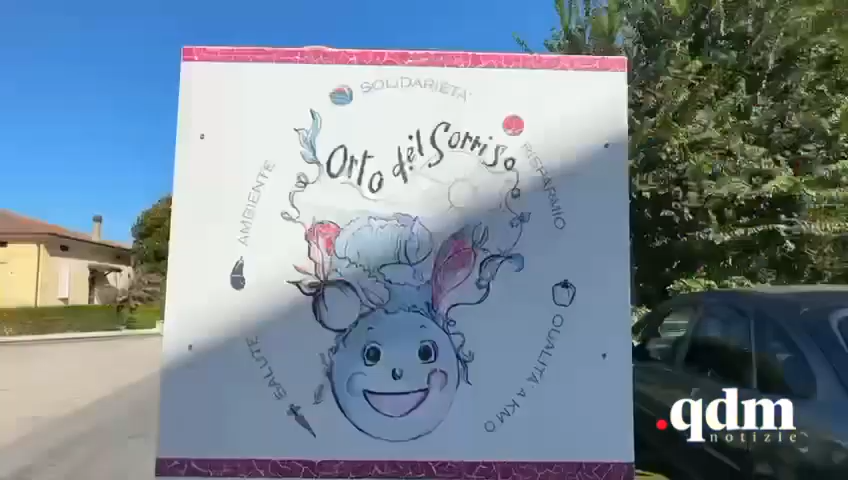 SOLIDARIETA'
Orto del Sorriso
RISPARMIO
AMBIENTE
QUALITÀ A KM 0
SALUTE
.qdm
notizie